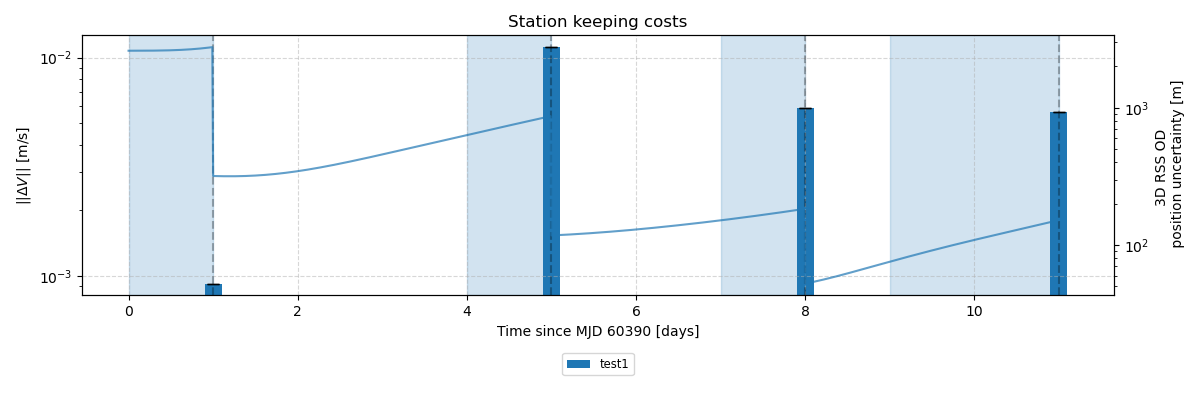 Station keeping costs
||ΔV|| [m/s]
10⁻²
10⁻³
10³
10²
3D RSS OD
position uncertainty [m]
0 2 4 6 8 10
Time since MJD 60390 [days]
test1